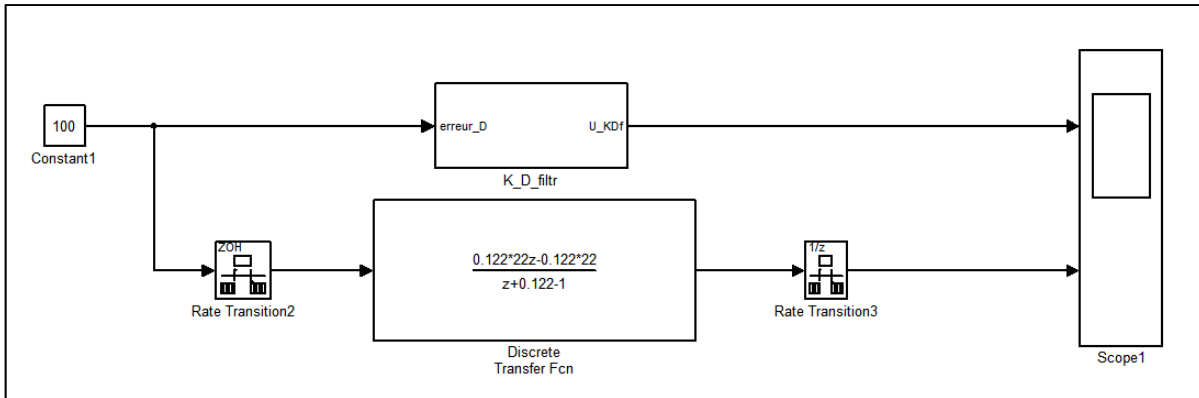 100
Constant1
erreur_D
U_KDf
K_D_filtr
ZOH
Rate Transition2
0.122*22z-0.122*22
z+0.122-1
Discrete
Transfer Fcn
1/z
Rate Transition3
Scope1